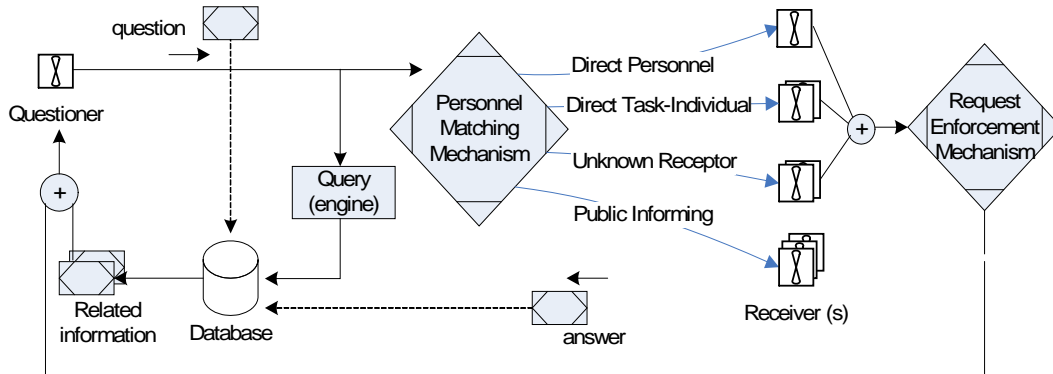 question
Questioner
+
Query
(engine)
Related
information
Database
Personnel
Matching
Mechanism
Direct Personnel
Direct Task-Individual
Unknown Receptor
Public Informing
answer
Receiver (s)
+
Request
Enforcement
Mechanism